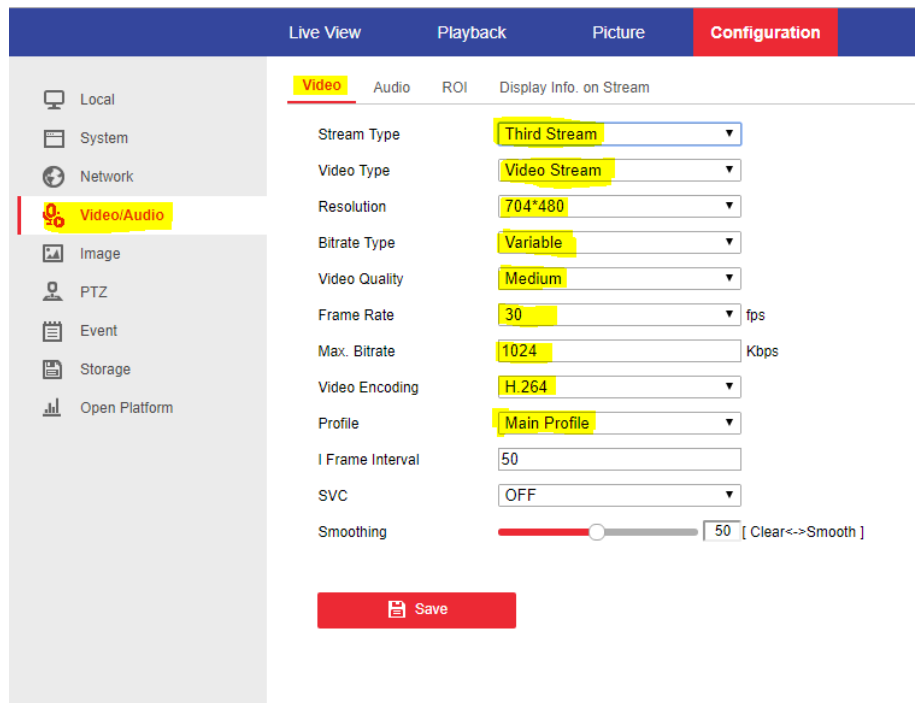 Live View Playback Picture Configuration
Video Audio ROI Display Info. on Stream
Local
System
Network
Video/Audio
Image
PTZ
Event
Storage
Open Platform
Stream Type Third Stream
Video Type Video Stream
Resolution 704*480
Bitrate Type Variable
Video Quality Medium
Frame Rate 30 fps
Max. Bitrate 1024 Kbps
Video Encoding H.264
Profile Main Profile
I Frame Interval 50
SVC OFF
Smoothing 50 [ Clear<->Smooth ]
Save